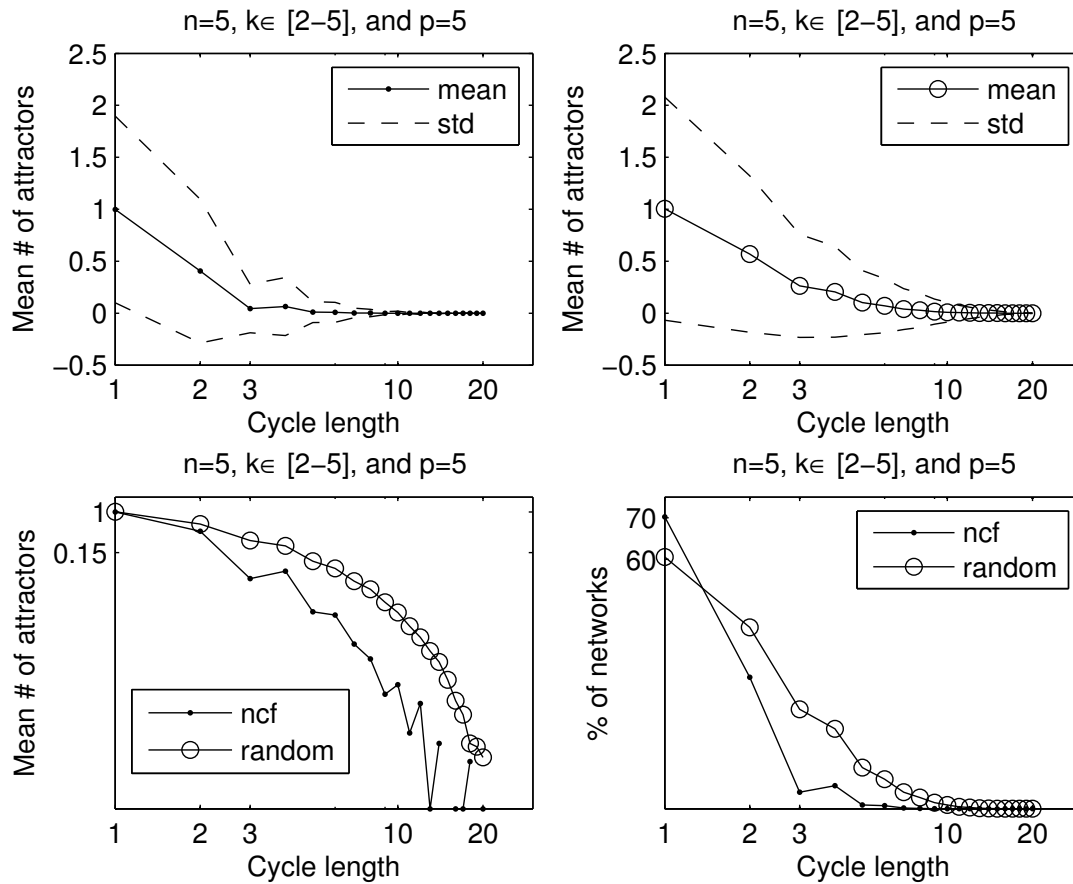 n=5, k∈ [2−5], and p=5
2.5
2
1.5
1
0.5
0
−0.5
Mean # of attractors
mean
std
1
2
3
10
20
Cycle length
n=5, k∈ [2−5], and p=5
2.5
2
1.5
1
0.5
0
−0.5
Mean # of attractors
mean
std
1
2
3
10
20
Cycle length
n=5, k∈ [2−5], and p=5
1
0.15
Mean # of attractors
ncf
random
1
2
3
10
20
Cycle length
n=5, k∈ [2−5], and p=5
70
60
% of networks
ncf
random
1
2
3
10
20
Cycle length